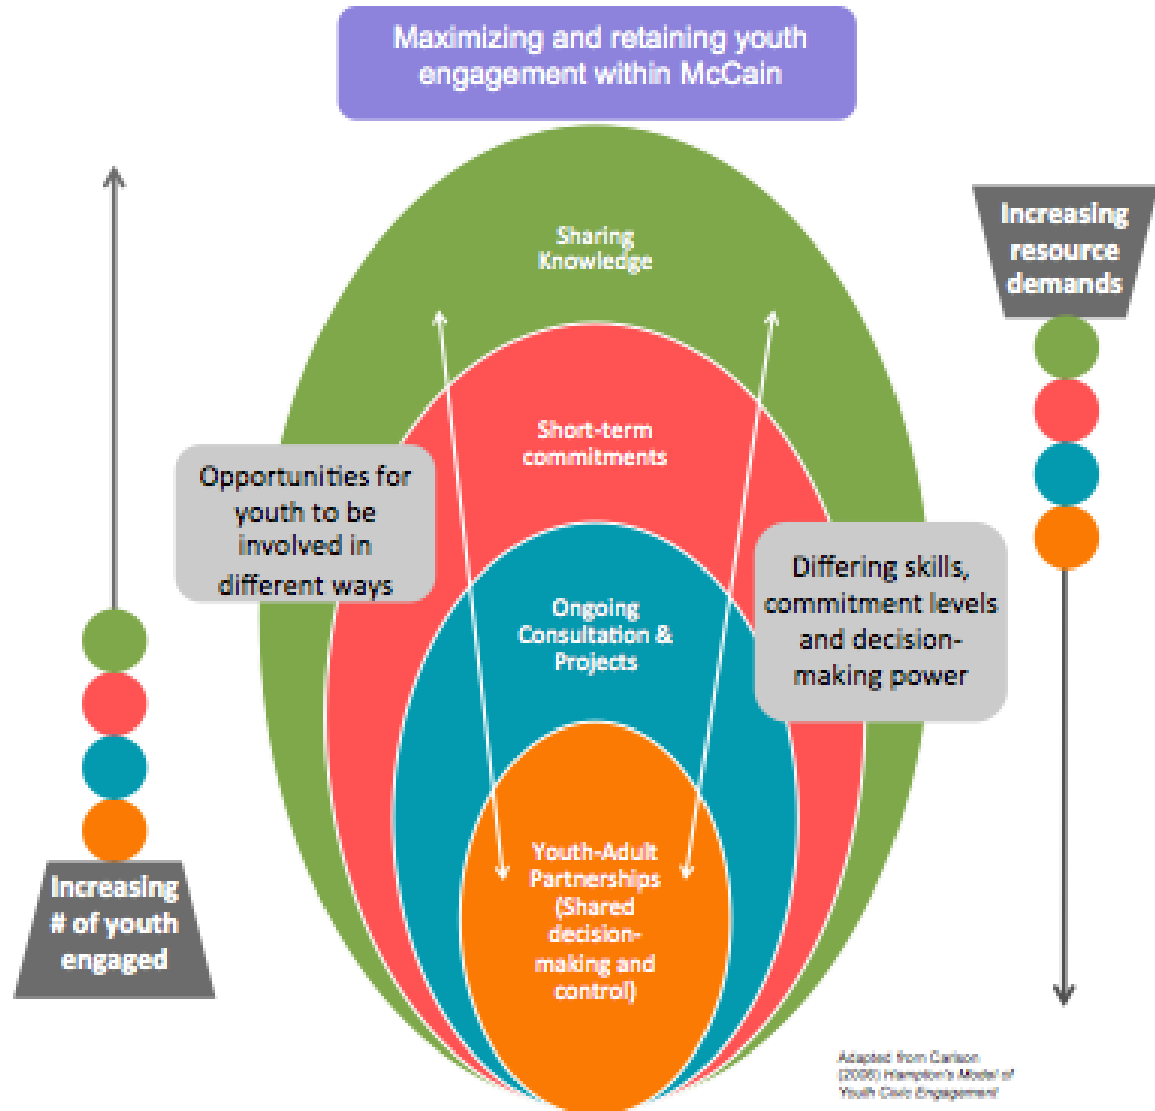 Maximizing and retaining youth
engagement within McCain
Sharing
Knowledge
Increasing
resource
demands
Short-term
commitments
Opportunities for
youth to be
involved in
different ways
Differing skills,
commitment levels
and decision-
making power
Ongoing
Consultation &
Projects
Youth-Adult
Partnerships
(Shared
decision-
making and
control)
Increasing
# of youth
engaged
Adapted from Carlson
(2006) Hampton's Model of
Youth Civic Engagement